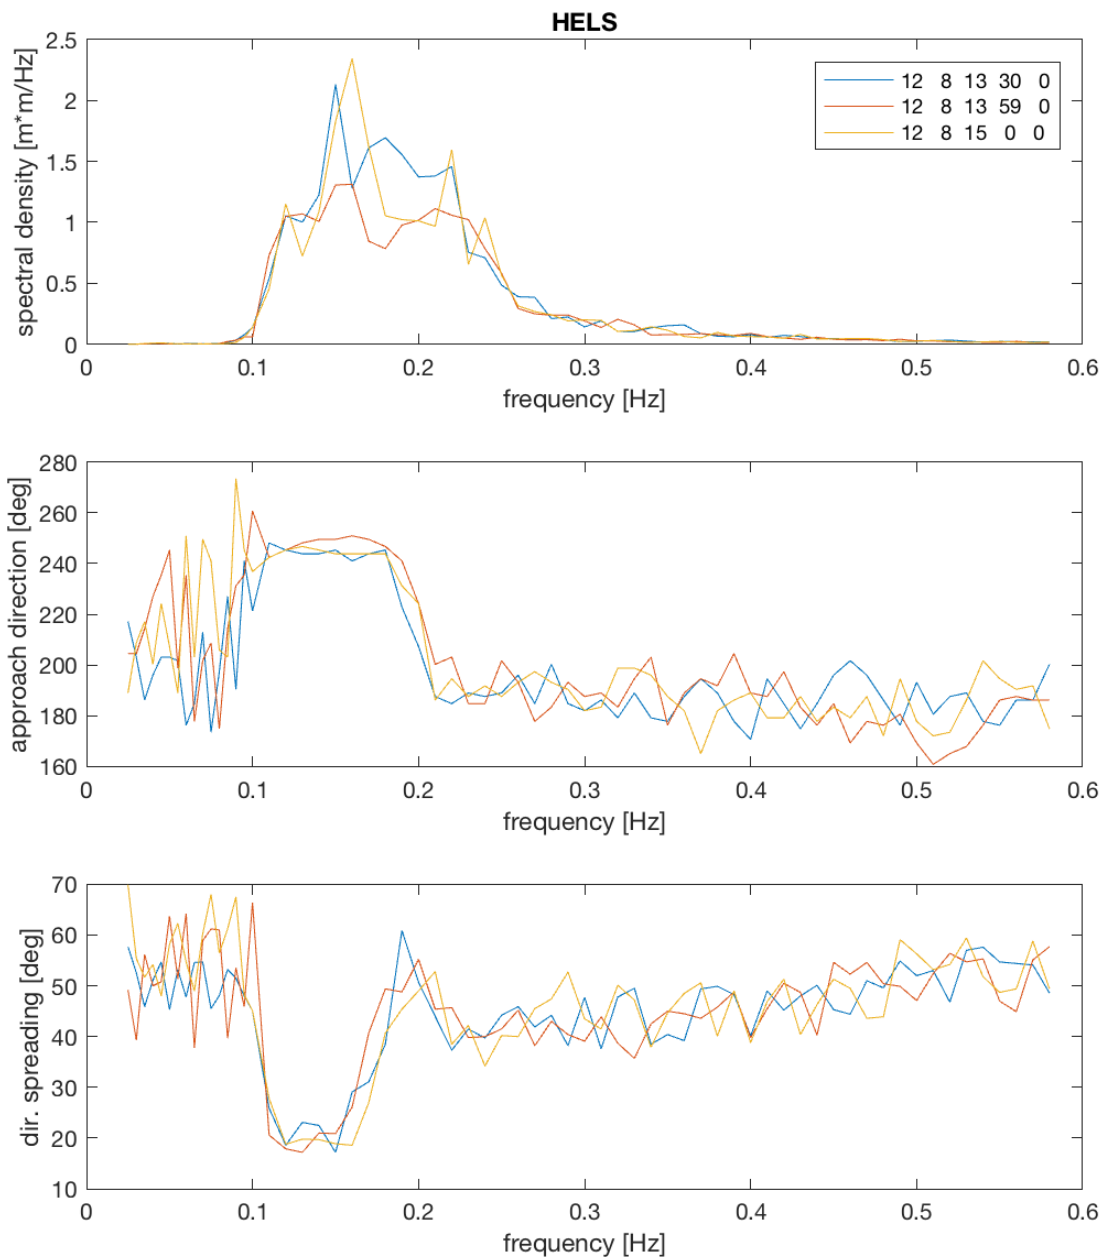 HELS
2.5
2
1.5
1
0.5
0
spectral density [m*m/Hz]
12 8 13 30 0
12 8 13 59 0
12 8 15 0 0
0 0.1 0.2 0.3 0.4 0.5 0.6
frequency [Hz]
280
260
240
220
200
180
160
approach direction [deg]
0 0.1 0.2 0.3 0.4 0.5 0.6
frequency [Hz]
70
60
50
40
30
20
10
dir. spreading [deg]
0 0.1 0.2 0.3 0.4 0.5 0.6
frequency [Hz]